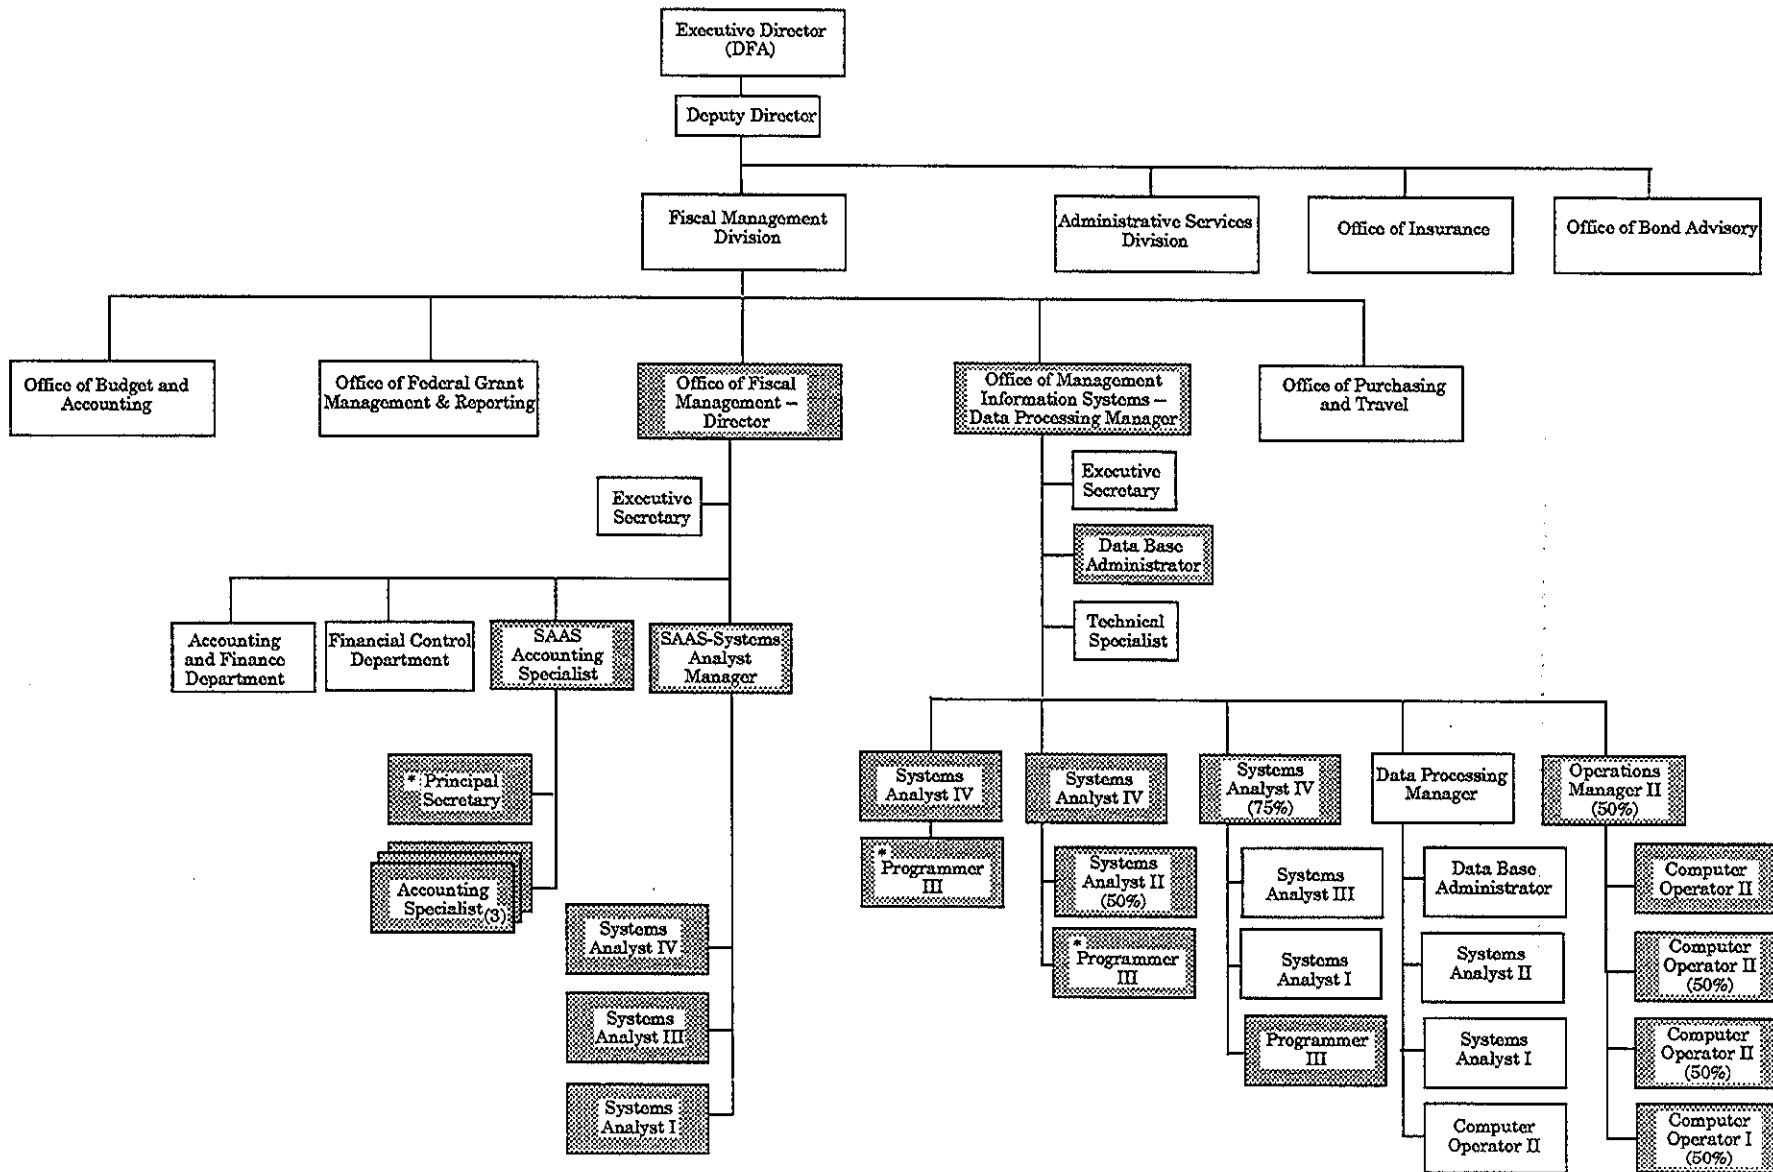 Executive Director
(DFA)
Deputy Director
Fiscal Management
Division
Administrative Services
Division
Office of Insurance
Office of Bond Advisory
Office of Budget and
Accounting
Office of Federal Grant
Management & Reporting
Office of Fiscal
Management –
Director
Office of Management
Information Systems –
Data Processing Manager
Office of Purchasing
and Travel
Executive
Secretary
Executive
Secretary
Data Base
Administrator
Technical
Specialist
Accounting
and Finance
Department
Financial Control
Department
SAAS
Accounting
Specialist
SAAS-Systems
Analyst
Manager
* Principal
Secretary
Accounting
Specialist (3)
Systems
Analyst IV
Systems
Analyst III
Systems
Analyst I
Systems
Analyst IV
* Programmer
III
Systems
Analyst IV
Systems
Analyst II
(50%)
* Programmer
III
Systems
Analyst IV
(75%)
Systems
Analyst III
Systems
Analyst I
Programmer
III
Data Processing
Manager
Data Base
Administrator
Systems
Analyst II
Systems
Analyst I
Computer
Operator II
Operations
Manager II
(50%)
Computer
Operator II
Computer
Operator II
(50%)
Computer
Operator II
(50%)
Computer
Operator I
(50%)